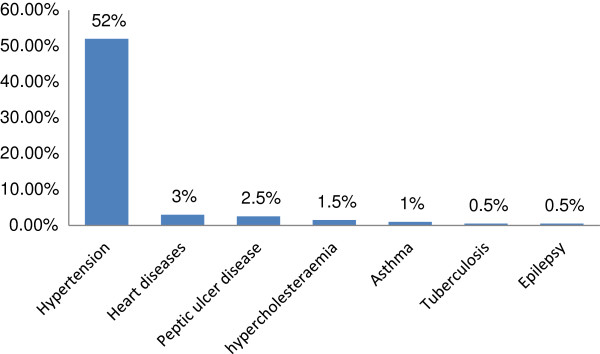 60.00%
50.00%
40.00%
30.00%
20.00%
10.00%
0.00%
52%
3%
2.5%
1.5%
1%
0.5%
0.5%
Hypertension
Heart diseases
Peptic ulcer disease
hypercholesteraemia
Asthma
Tuberculosis
Epilepsy